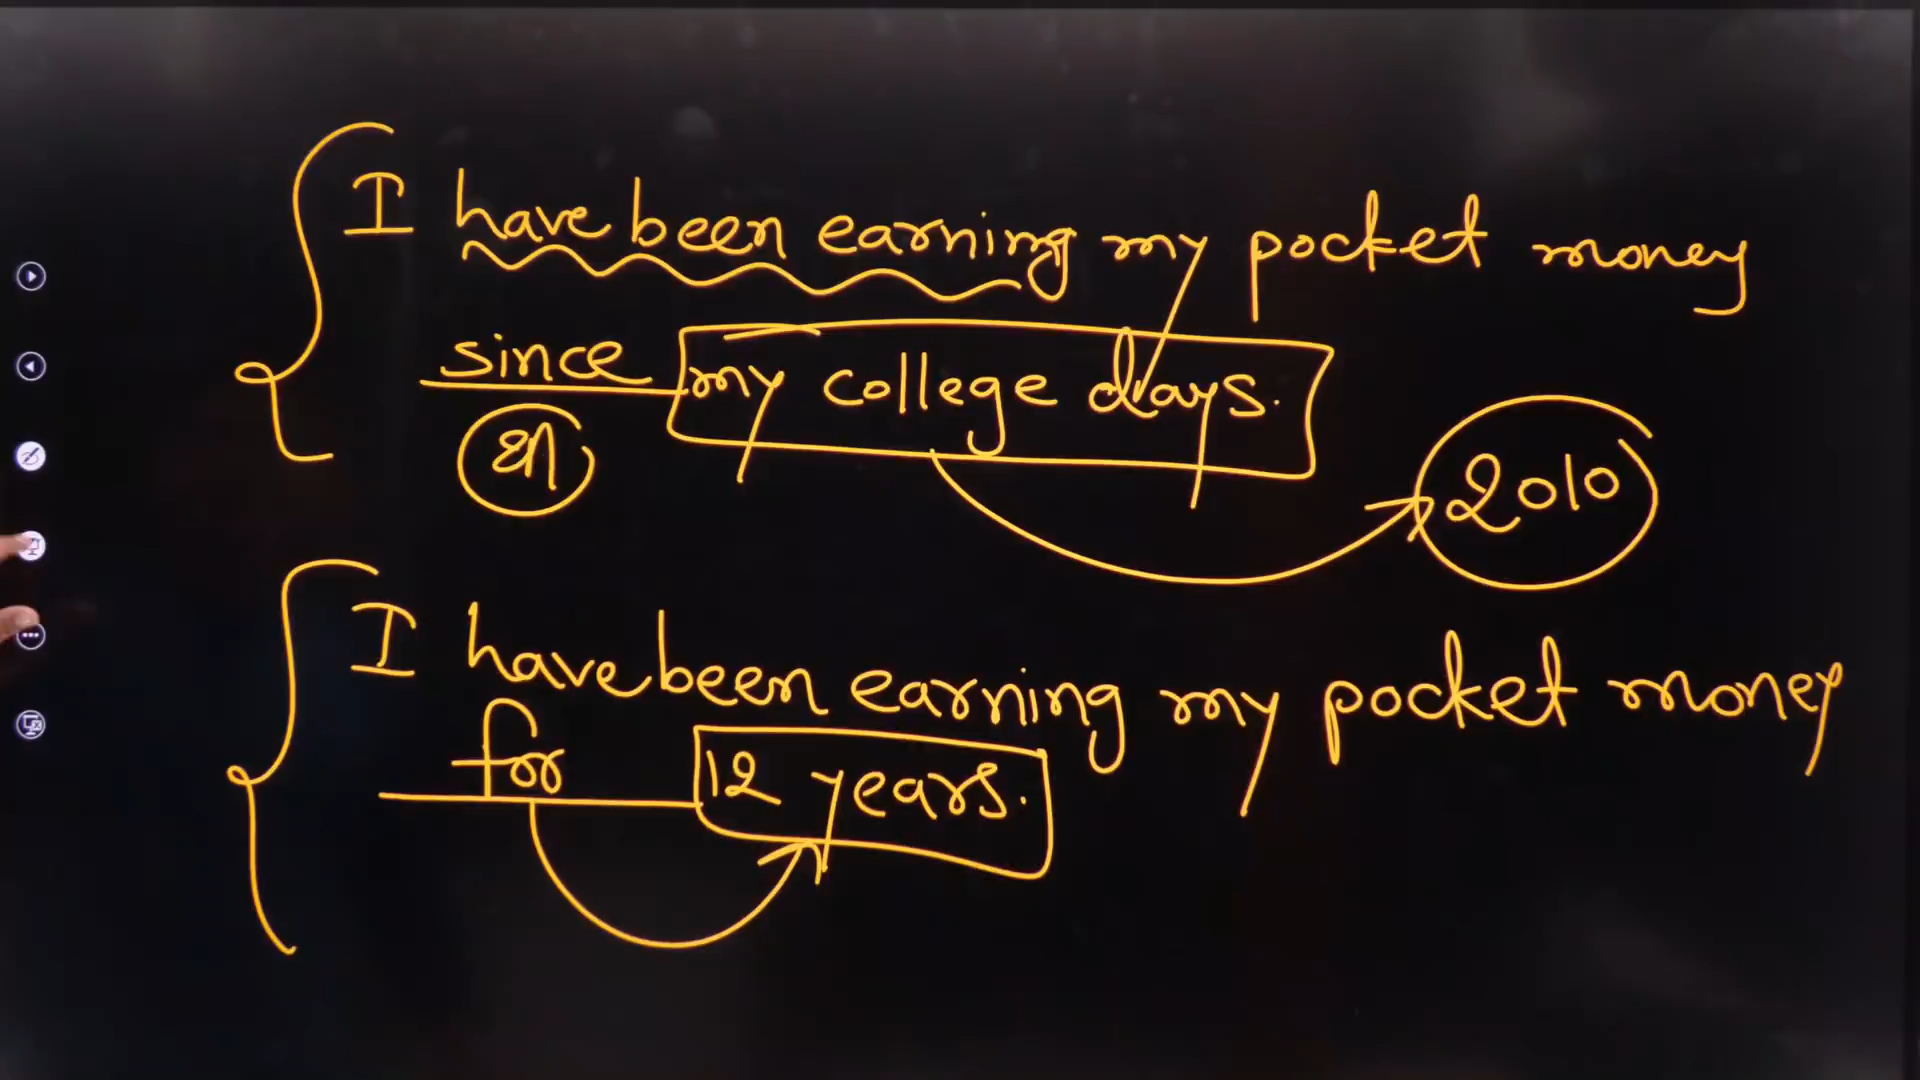 I have been earning my pocket money
since my college days.
थी
2010
I have been earning my pocket money
for 12 years.